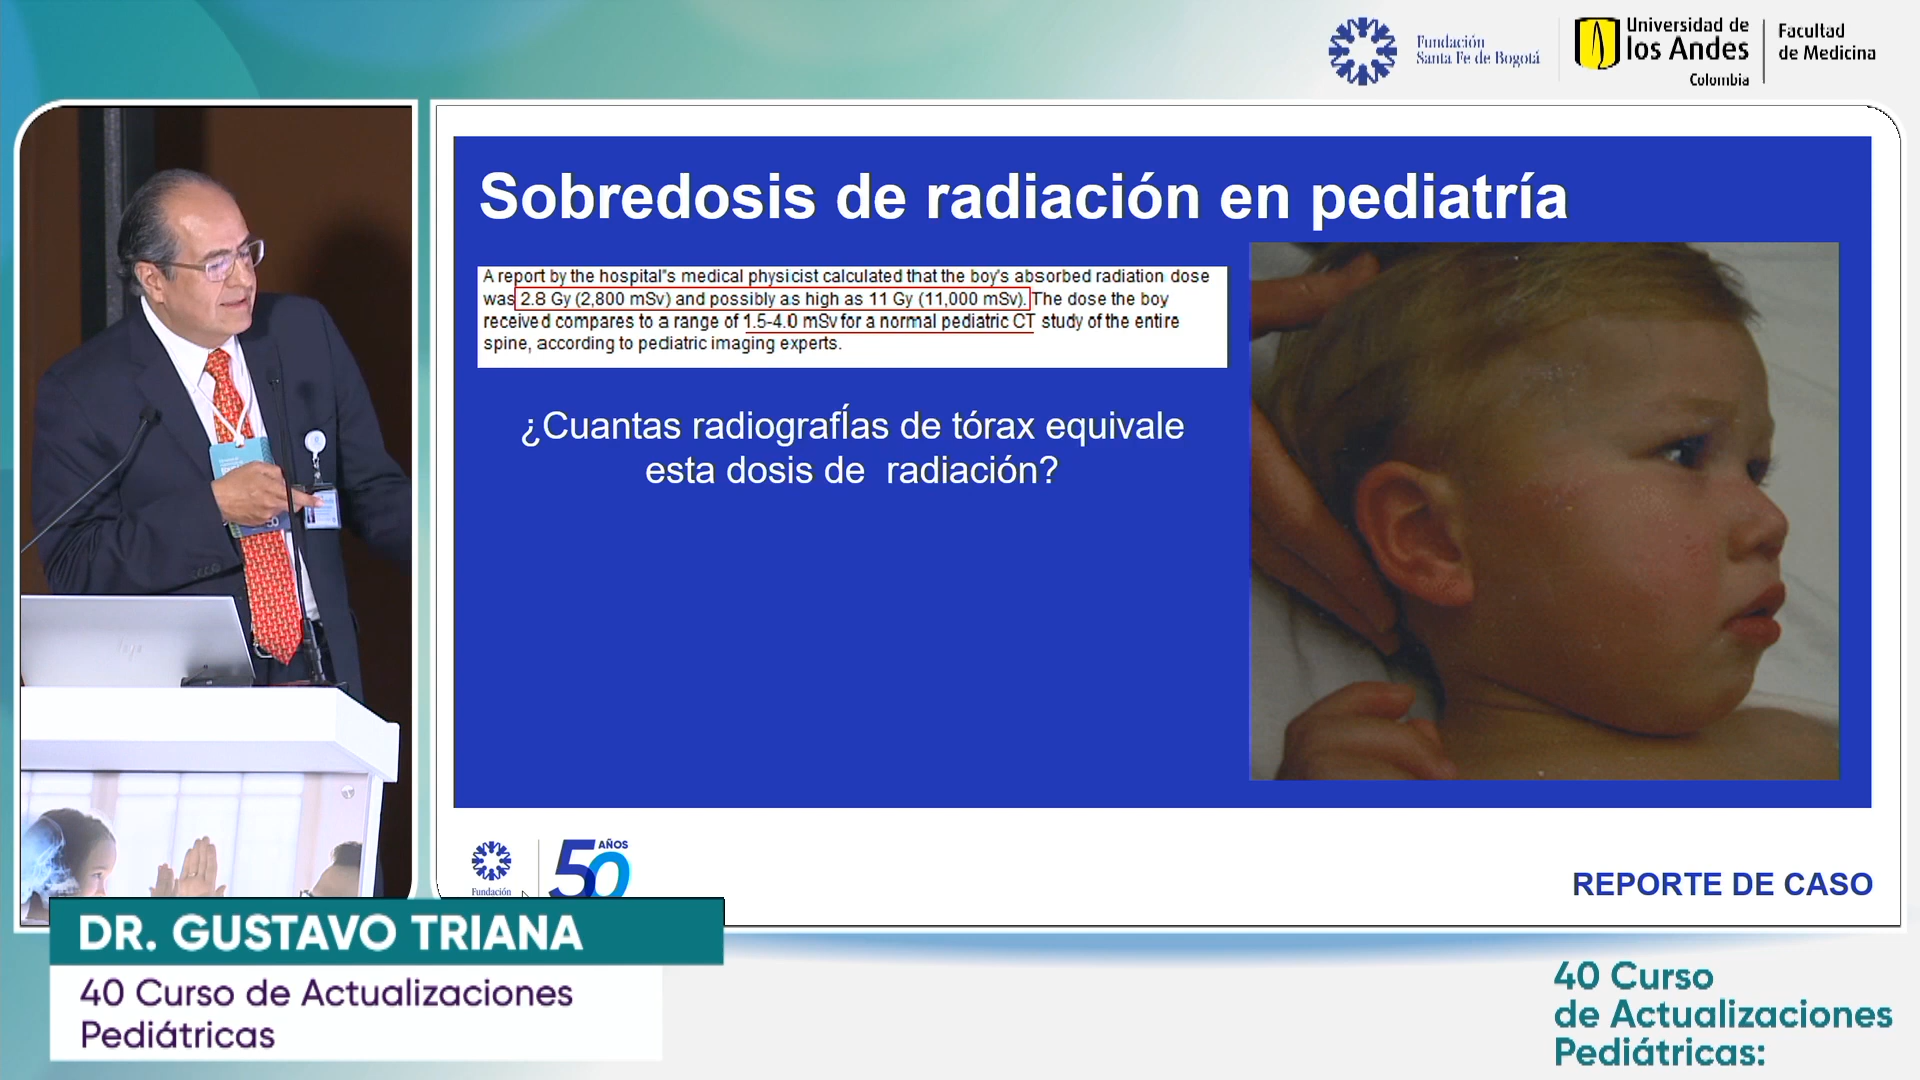 Fundación
Santa Fe de Bogotá
Universidad de
los Andes
Colombia
Facultad
de Medicina
Sobredosis de radiación en pediatría
A report by the hospital"s medical physicist calculated that the boy's absorbed radiation dose
was 2.8 Gy (2,800 mSv) and possibly as high as 11 Gy (11,000 mSv). The dose the boy
received compares to a range of 1.5-4.0 mSv for a normal pediatric CT study of the entire
spine, according to pediatric imaging experts.
¿Cuantas radiografÍas de tórax equivale
esta dosis de radiación?
Fundación
50 AÑOS
REPORTE DE CASO
DR. GUSTAVO TRIANA
40 Curso de Actualizaciones
Pediátricas
40 Curso
de Actualizaciones
Pediátricas: